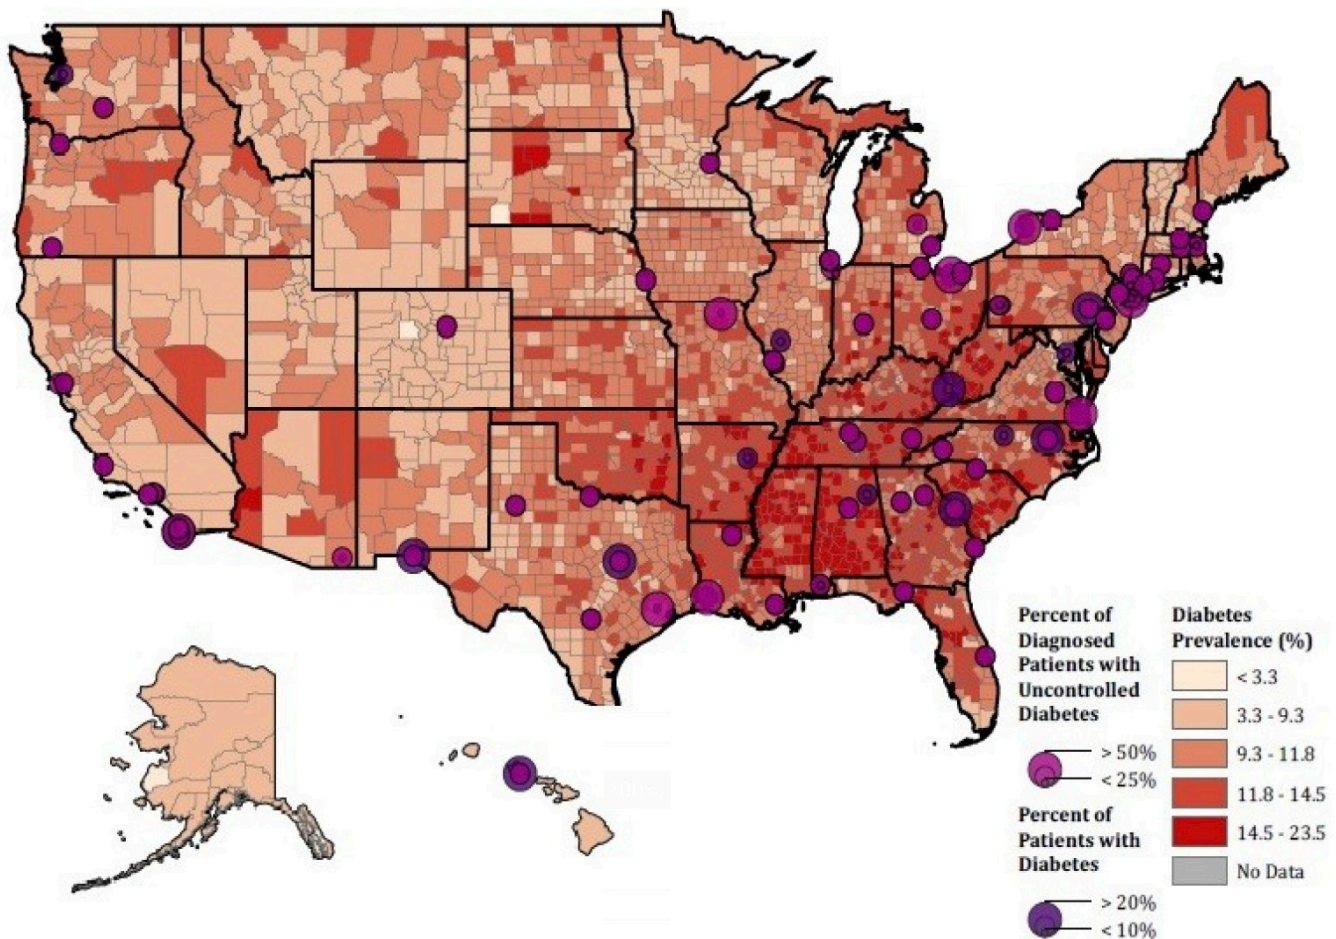 Percent of
Diagnosed
Patients with
Uncontrolled
Diabetes
> 50%
< 25%
Percent of
Patients with
Diabetes
> 20%
< 10%
Diabetes
Prevalence (%)
< 3.3
3.3 - 9.3
9.3 - 11.8
11.8 - 14.5
14.5 - 23.5
No Data